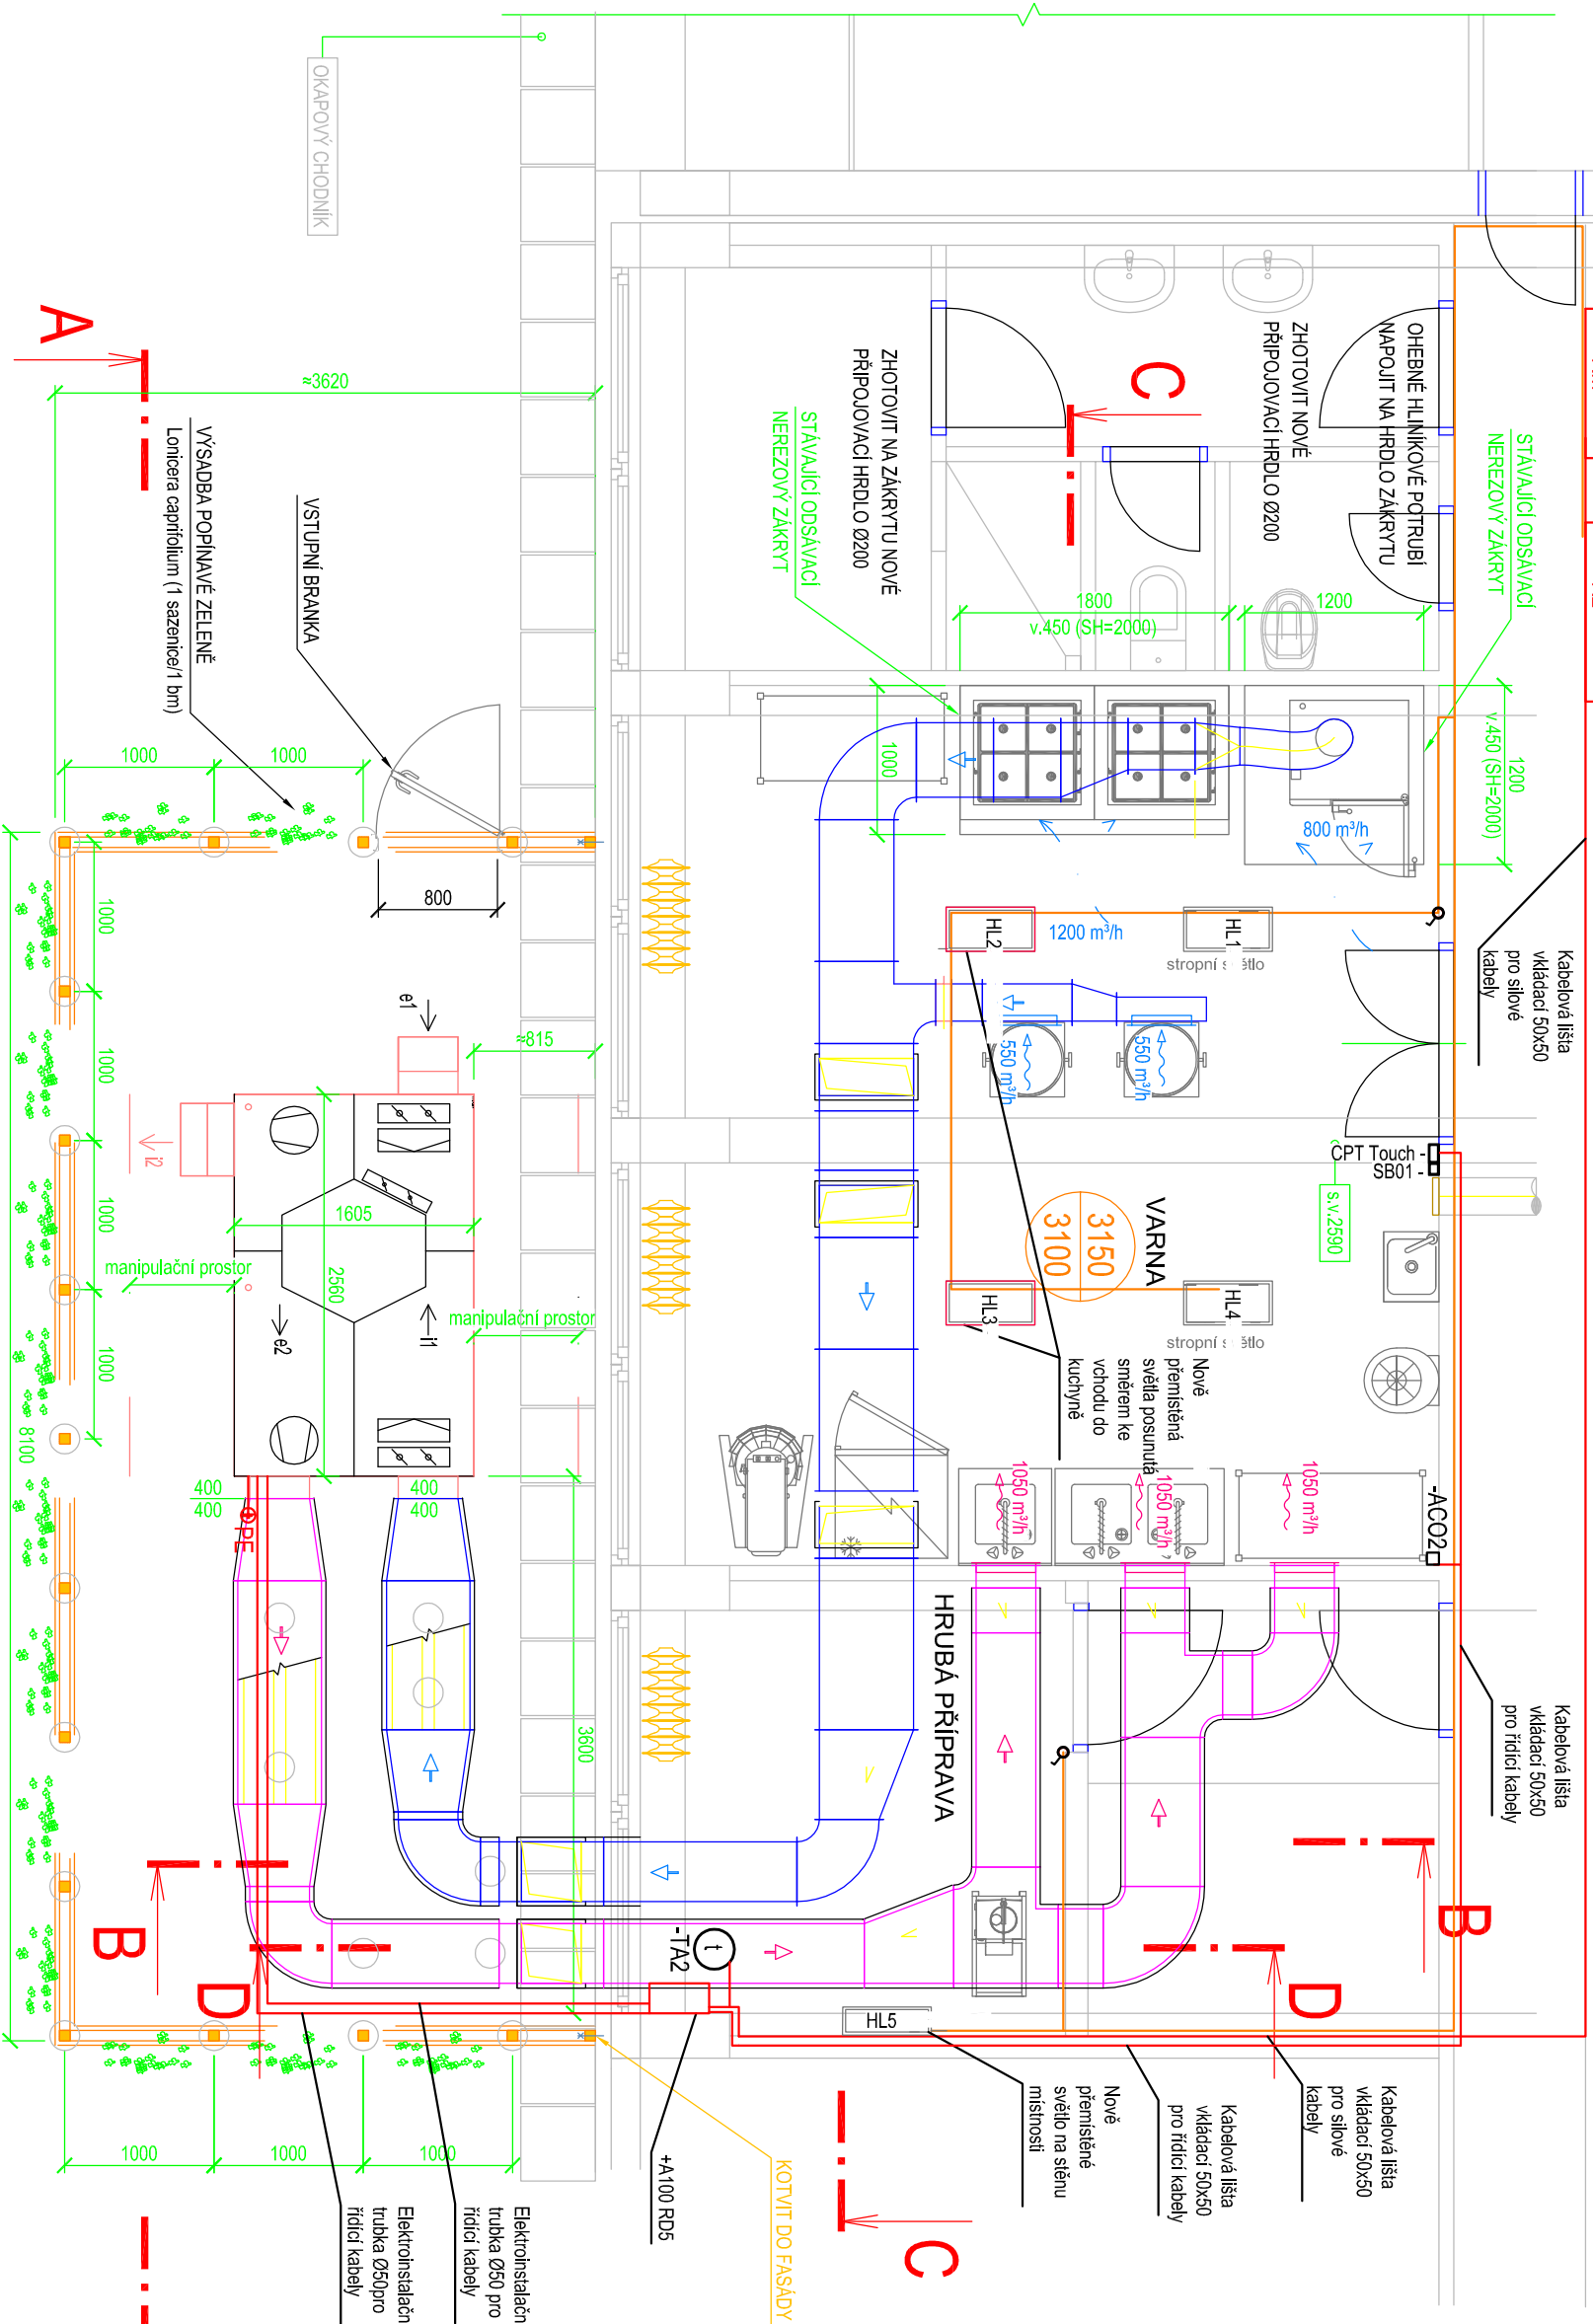 OKAPOVÝ CHODNÍK
A
≈3620
VÝSADBA POPÍNAVÉ ZELENĚ
Lonicera caprifolium (1 sazenice/1 bm)
VSTUPNÍ BRANKA
ZHOTOVIT NA ZÁKRYTU NOVÉ
PŘIPOJOVACÍ HRDLO Ø200
STÁVAJÍCÍ ODSÁVACÍ
NEREZOVÝ ZÁKRYT
C
ZHOTOVIT NOVÉ
PŘIPOJOVACÍ HRDLO Ø200
OHEBNÉ HLINÍKOVÉ POTRUBÍ
NAPOJIT NA HRDLO ZÁKRYTU
STÁVAJÍCÍ ODSÁVACÍ
NEREZOVÝ ZÁKRYT
1800
v.450 (SH=2000)
1200
1200
v.450 (SH=2000)
1000
800 m³/h
1000
1000
800
1000
1000
1000
1000
8100
HL2
1200 m³/h
HL1
stropní
Kabelová lišta
vkládací 50x50
pro silové
kabely
e1
≈815
550 m³/h
550 m³/h
i2
1605
2560
manipulační prostor
manipulační prostor
e2
i1
CPT Touch -
SB01 -
s.v.2590
VARNA
3150
3100
HL3
HL4
stropní
Nově
přemístěná
světla posunutá
směrem ke
vchodu do
kuchyně
1050 m³/h
1050 m³/h
1050 m³/h
-ACO2
400
400
400
400
PE
3600
HRUBÁ PŘÍPRAVA
Kabelová lišta
vkládací 50x50
pro řídící kabely
B
B
D
D
t
-TA2
HL5
1000
1000
1000
Nově
přemístěné
světlo na stěnu
místnosti
Kabelová lišta
vkládací 50x50
pro řídící kabely
Kabelová lišta
vkládací 50x50
pro silové
kabely
+A100 RD5
KOTVIT DO FASÁDY
C
Elektroinstalačn
trubka Ø50 pro
řídící kabely
Elektroinstalačn
trubka Ø50pro
řídící kabely